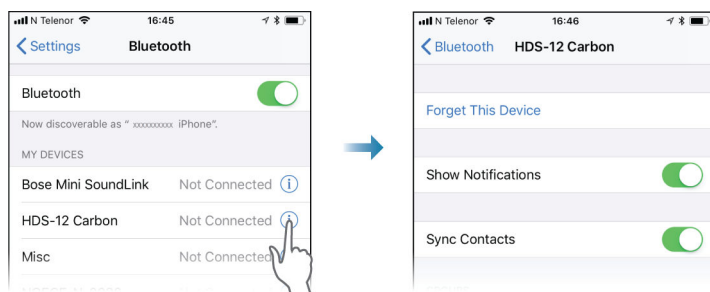 N Telenor 16:45
Settings Bluetooth
Bluetooth
Now discoverable as " xxxxxxxxxx iPhone".
MY DEVICES
Bose Mini SoundLink Not Connected
HDS-12 Carbon Not Connected
Misc Not Connected
N Telenor 16:46
Bluetooth HDS-12 Carbon
Forget This Device
Show Notifications
Sync Contacts